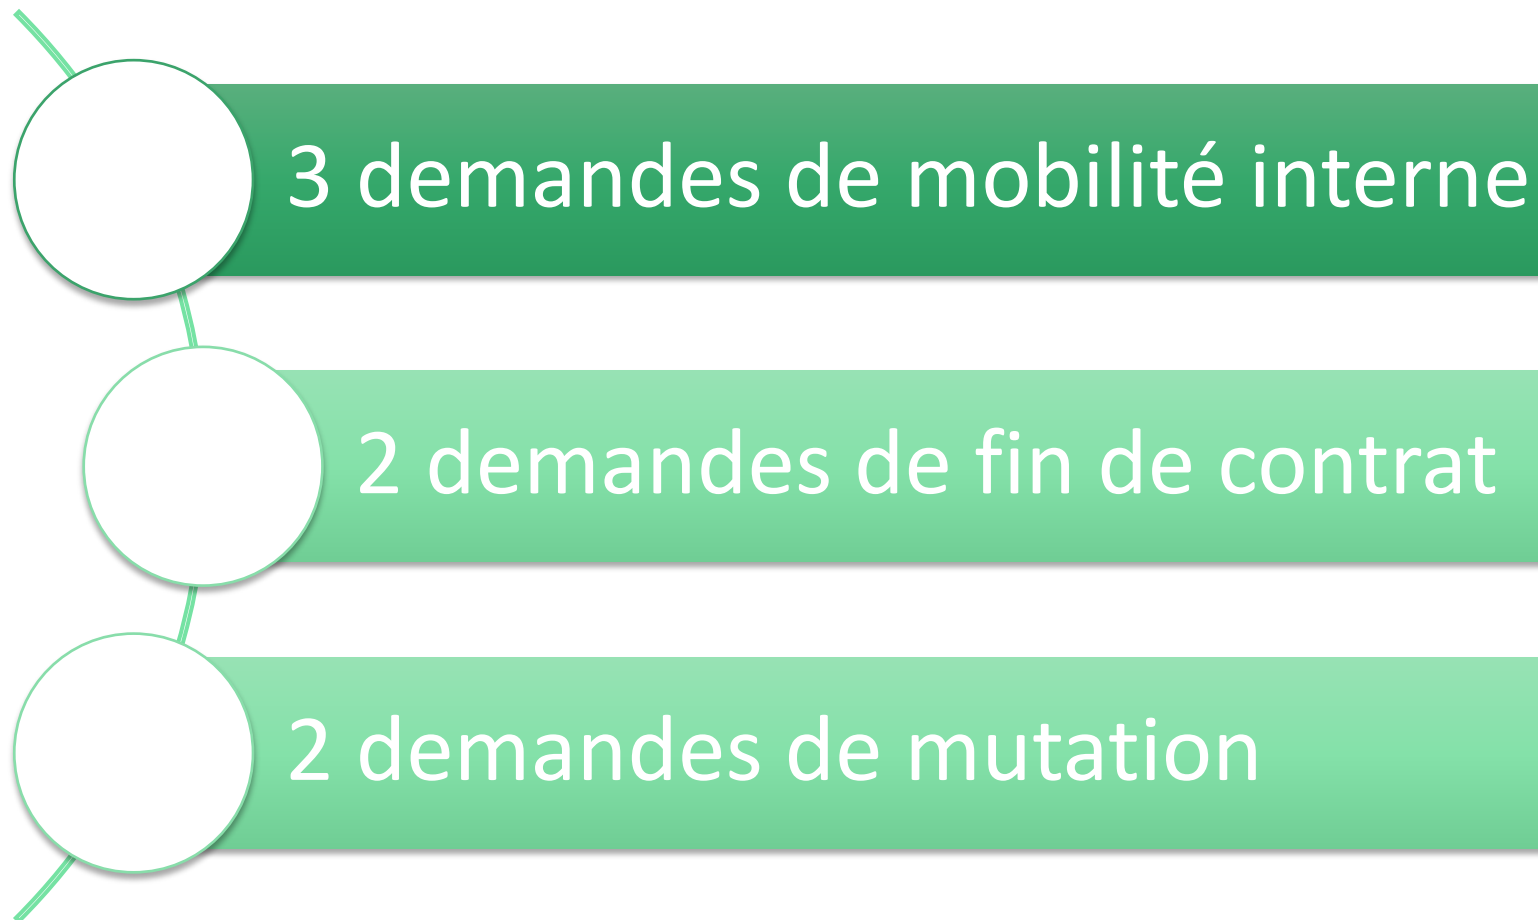 3 demandes de mobilité interne
2 demandes de fin de contrat
2 demandes de mutation